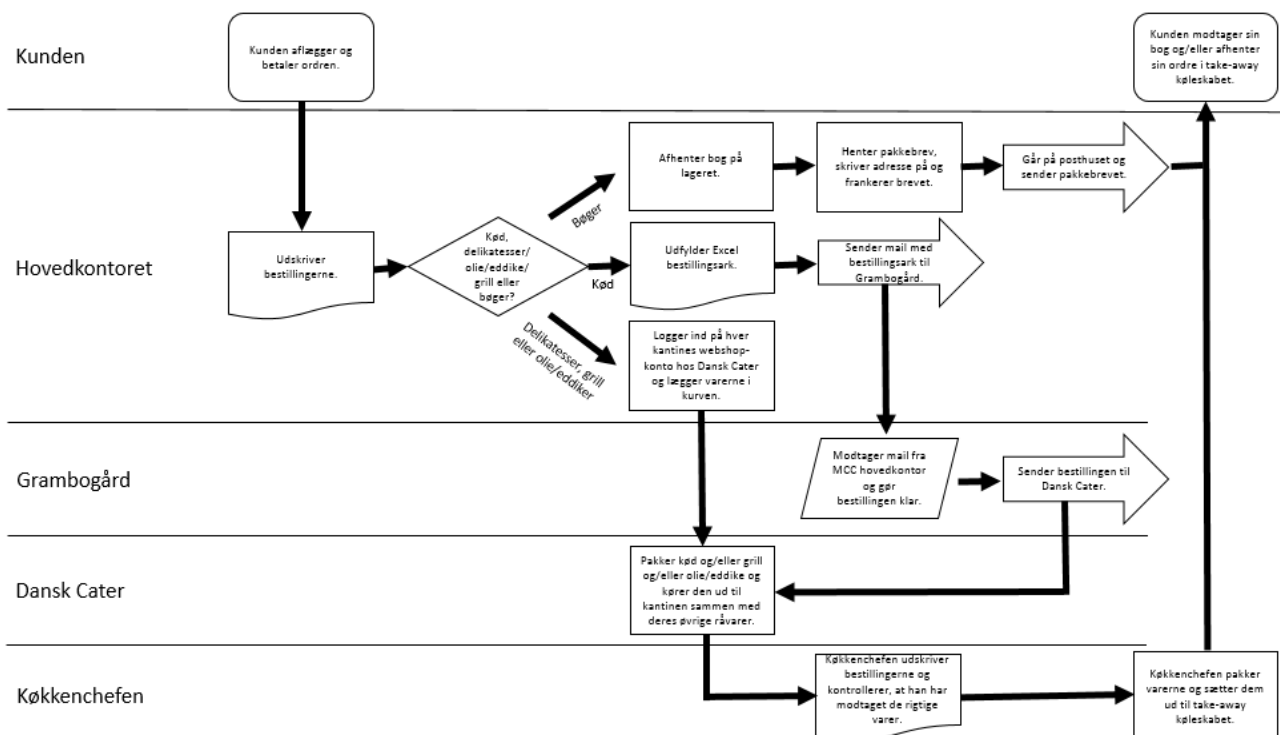 Kunden
Kunden aflægger og
betaler ordren.
Kunden modtager sin
bog og/eller afhenter
sin ordre i take-away
køleskabet.
Hovedkontoret
Afhenter bog på
lageret.
Henter pakkebrev,
skriver adresse på og
frankerer brevet.
Går på posthuset og
sender pakkebrevet.
Bøger
Udskriver
bestillingerne.
Kød,
delikatesser/
olie/eddike/
grill eller
bøger?
Kød
Udfylder Excel
bestillingsark.
Sender mail med
bestillingsark til
Grambogård.
Delikatesser, grill
eller olie/eddiker
Logger ind på hver
kantines webshop-
konto hos Dansk Cater
og lægger varerne i
kurven.
Grambogård
Modtager mail fra
MCC hovedkontor
og gør
bestillingen klar.
Sender bestillingen til
Dansk Cater.
Dansk Cater
Pakker kød og/eller grill
og/eller olie/eddike og
kører den ud til
kantinen sammen med
deres øvrige råvarer.
Køkkenchefen
Køkkenchefen udskriver
bestillingerne og
kontrollerer, at han har
modtaget de rigtige
varer.
Køkkenchefen pakker
varerne og sætter dem
ud til take-away
køleskabet.